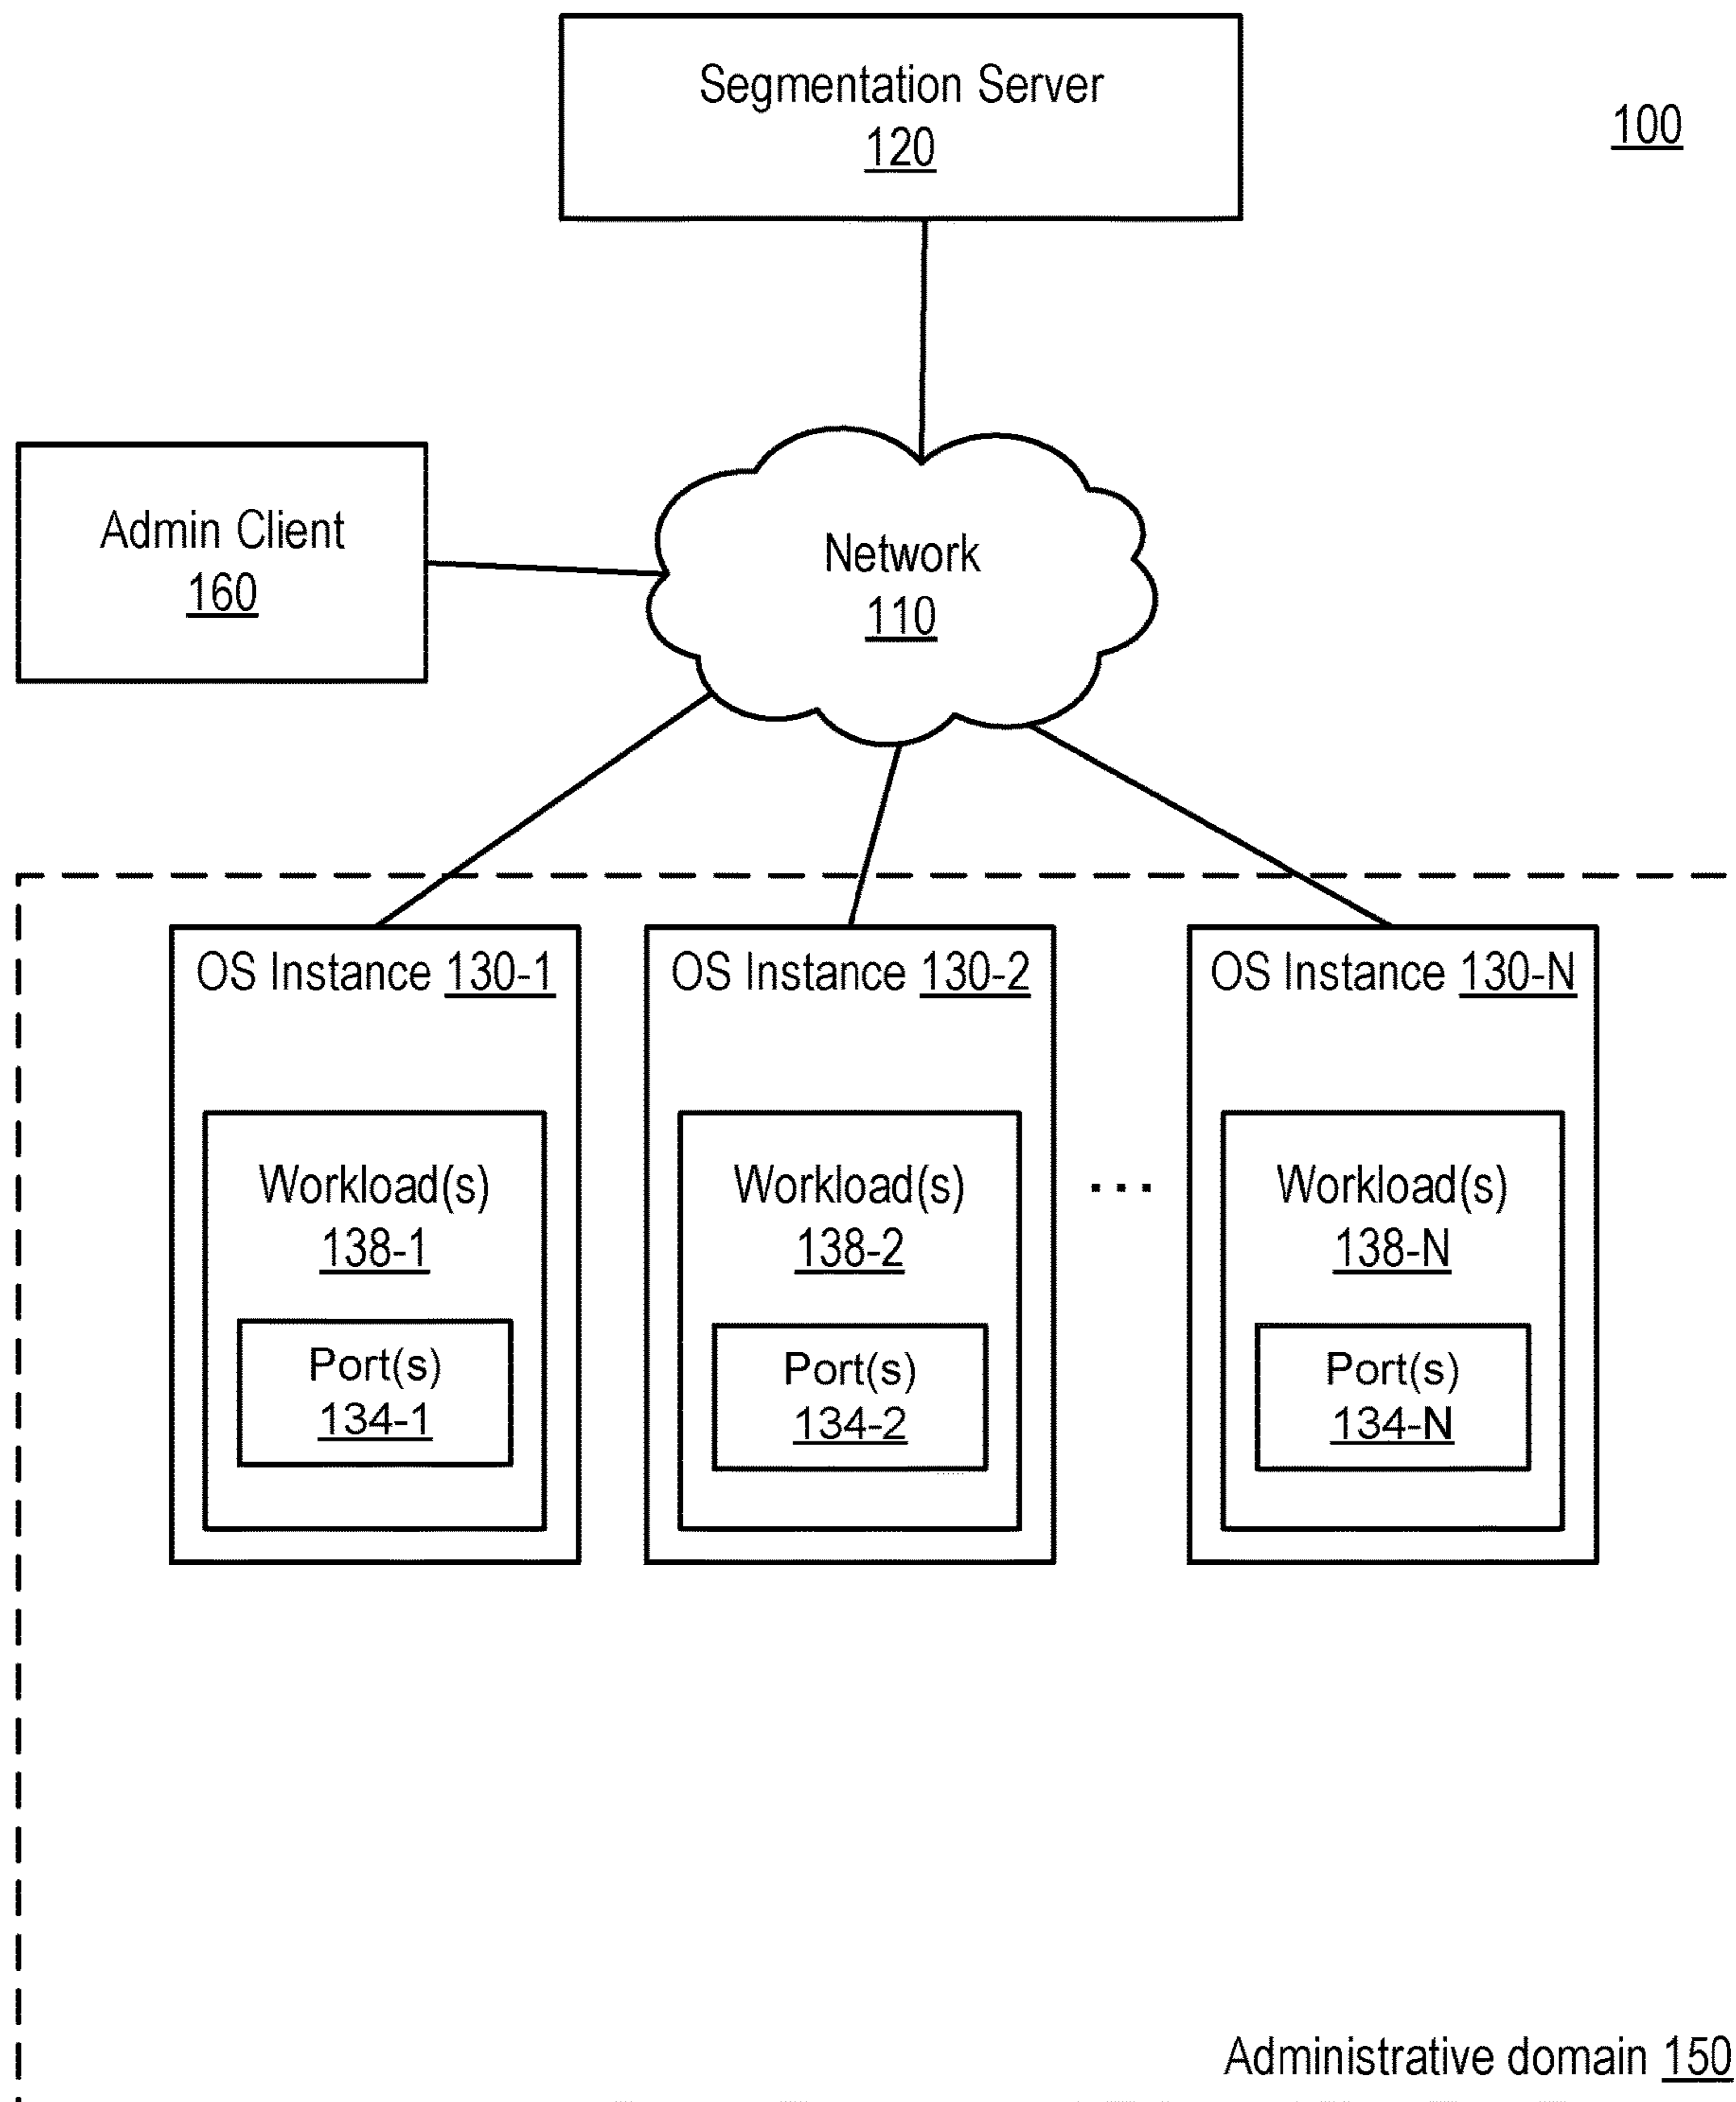 Segmentation Server
120
100
Admin Client
160
Network
110
OS Instance 130-1
OS Instance 130-2
OS Instance 130-N
Workload(s)
138-1
Workload(s)
138-2
...
Workload(s)
138-N
Port(s)
134-1
Port(s)
134-2
Port(s)
134-N
Administrative domain 150